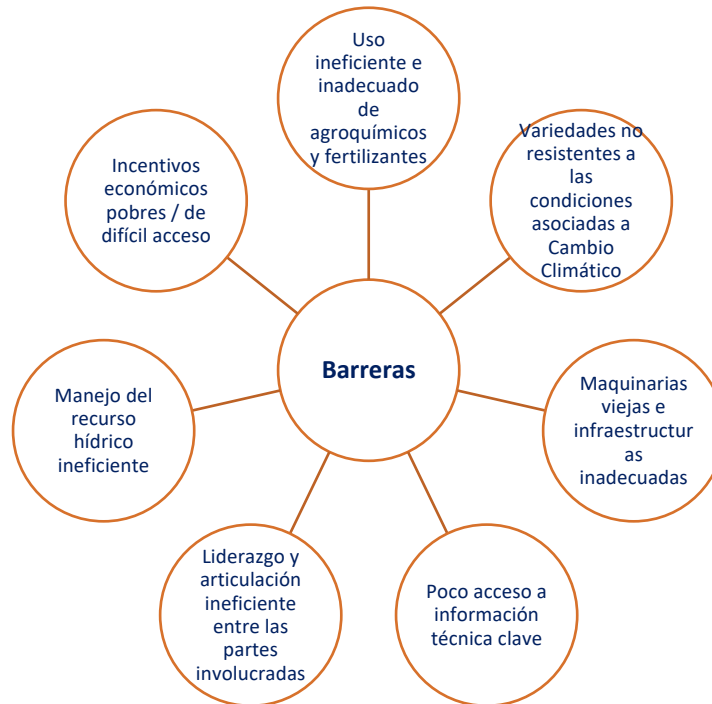 Uso
ineficiente e
inadecuado
de
agroquímicos
y fertilizantes
Variedades no
resistentes a
las
condiciones
asociadas a
Cambio
Climático
Maquinarias
viejas e
infraestructur
as
inadecuadas
Poco acceso a
información
técnica clave
Liderazgo y
articulación
ineficiente
entre las
partes
involucradas
Manejo del
recurso
hídrico
ineficiente
Incentivos
económicos
pobres / de
difícil acceso
Barreras